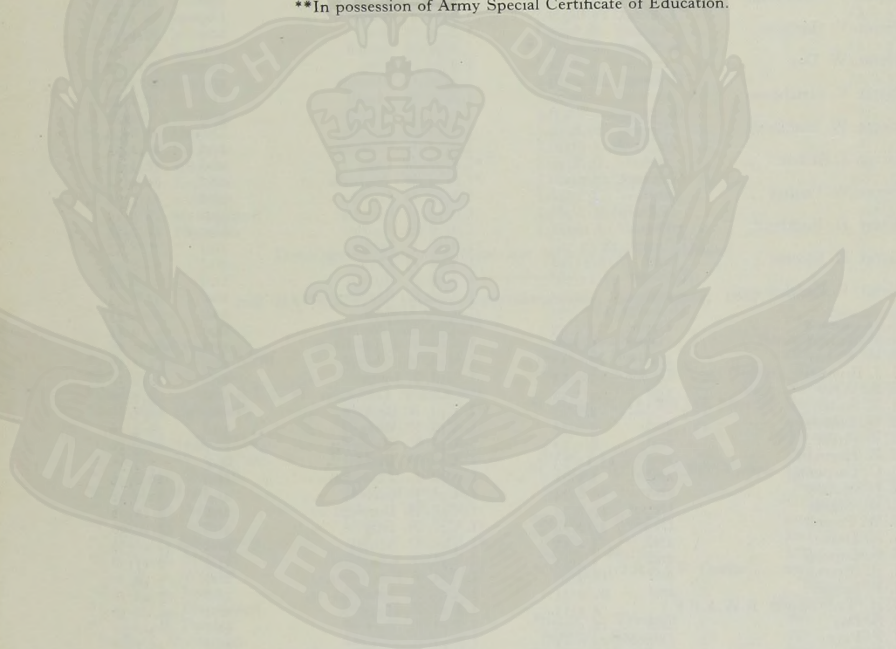 **In possession of Army Special Certificate of Education.
ICH DIEN
ALBUHERA
MIDDLESEX REGT